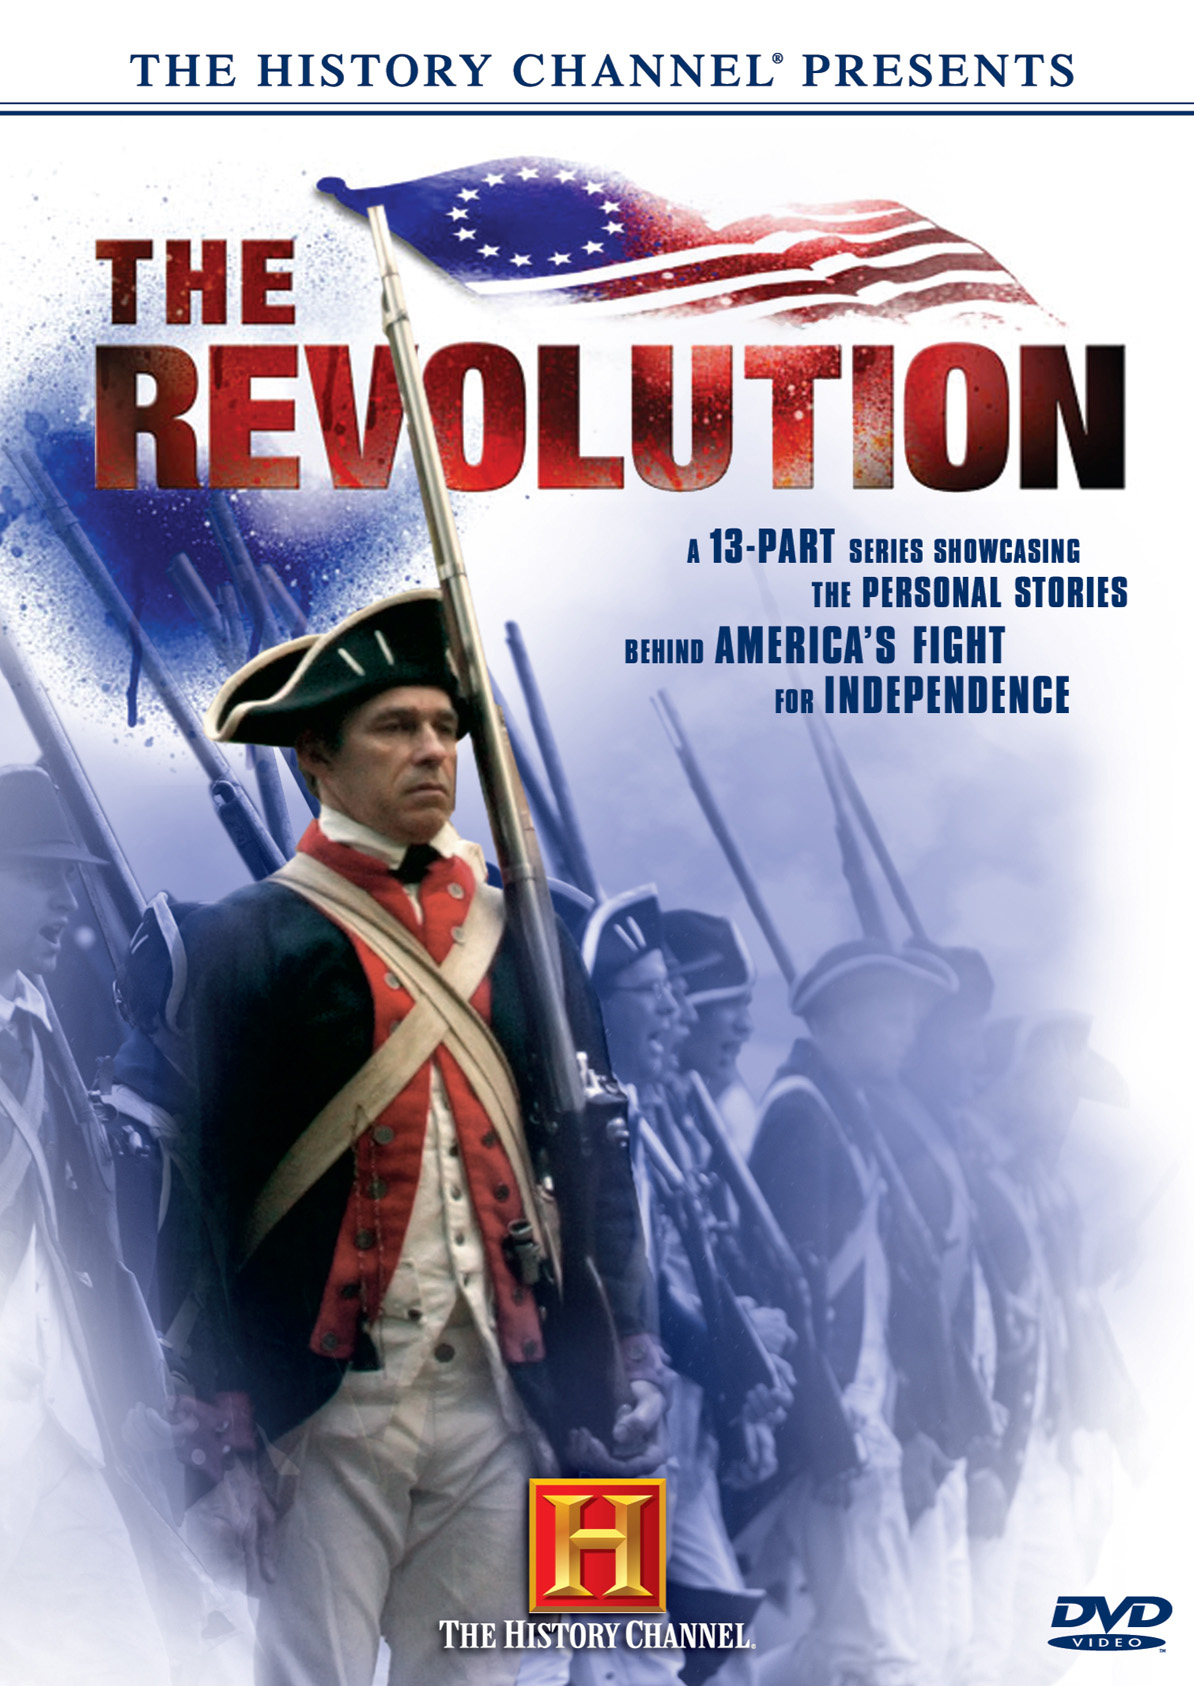 THE HISTORY CHANNEL® PRESENTS
THE
REVOLUTION
A 13-PART SERIES SHOWCASING
THE PERSONAL STORIES
BEHIND AMERICA'S FIGHT
FOR INDEPENDENCE
H
THE HISTORY CHANNEL.
DVD
VIDEO™